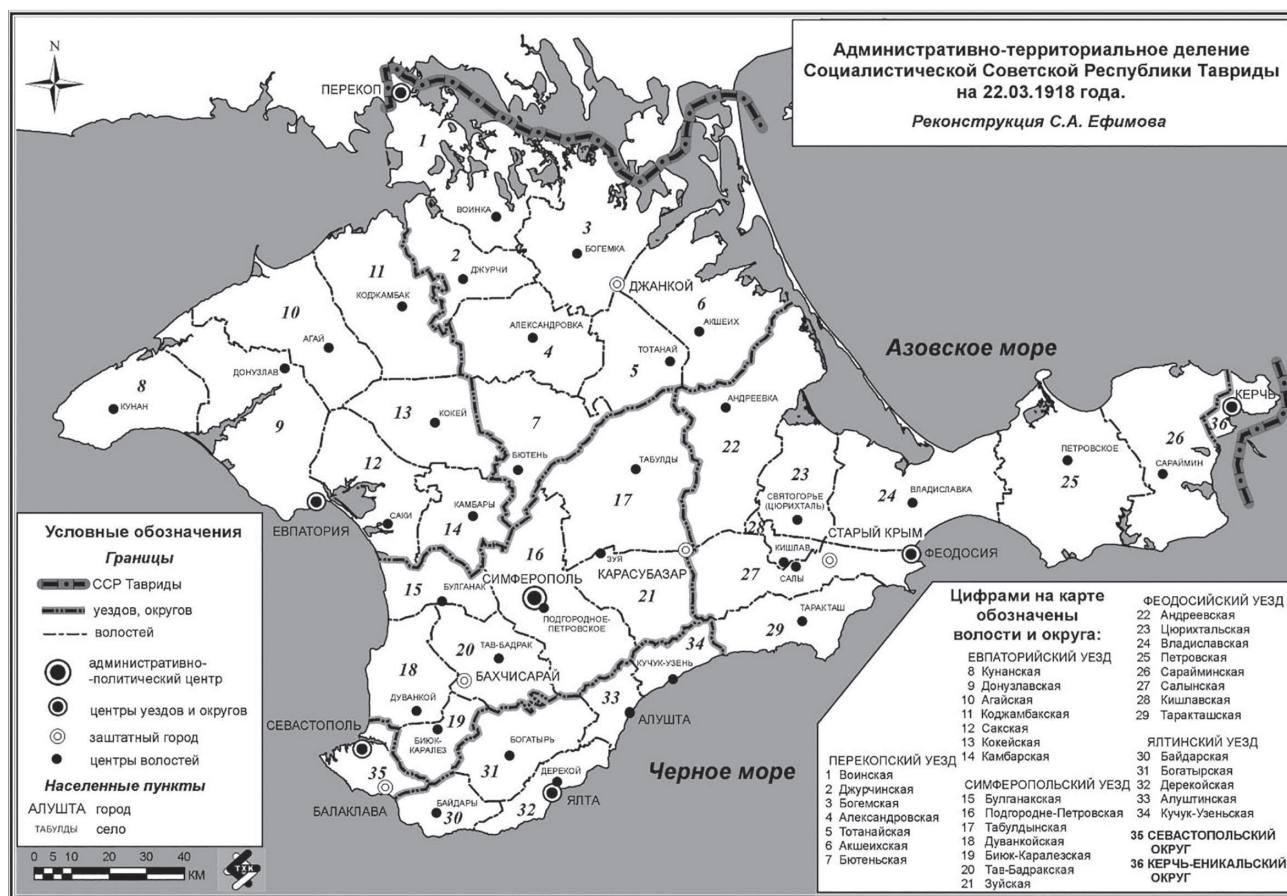 Административно-территориальное деление
Социалистической Советской Республики Тавриды
на 22.03.1918 года.
Реконструкция С.А. Ефимова
N
ПЕРЕКОП
1
ВОИНКА
3
БОГЕМКА
2
ДЖУРЧИ
11
КОДЖАМБАК
ДЖАНКОЙ
6
АКШЕИХ
10
АГАЙ
АЛЕКСАНДРОВКА
4
ТОТАНАЙ
5
Азовское море
ДОНУЗЛАВ
8
КУНАН
9
13
КОКЕЙ
7
БЮТЕНЬ
АНДРЕЕВКА
22
КЕРЧЬ
36
26
САРАЙМИН
ПЕТРОВСКОЕ
25
12
САКИ
ЕВПАТОРИЯ
КАМБАРЫ
14
ТАБУЛДЫ
17
23
СВЯТОГОРЬЕ
(ЦЮРИХТАЛЬ)
24
ВЛАДИСЛАВКА
28
СТАРЫЙ КРЫМ
КИШЛАВ
САЛЫ
27
ФЕОДОСИЯ
16
ЗУЯ
КАРАСУБАЗАР
21
СИМФЕРОПОЛЬ
ПОДГОРОДНОЕ-
ПЕТРОВСКОЕ
15
БУЛГАНАК
ТАРАКТАШ
29
20
ТАВ-БАДРАК
БАХЧИСАРАЙ
18
ДУВАНКОЙ
34
КУЧУК-УЗЕНЬ
33
АЛУШТА
19
БИЮК-
КАРАЛЕЗ
СЕВАСТОПОЛЬ
35
БАЛАКЛАВА
БОГАТЫРЬ
31
БАЙДАРЫ
30
ДЕРЕКОЙ
32
ЯЛТА
Черное море
Условные обозначения
Границы
ССР Тавриды
уездов, округов
волостей
административно-
-политический центр
центры уездов и округов
заштатный город
центры волостей
Населенные пункты
АЛУШТА город
ТАБУЛДЫ село
0 5 10 20 30 40
КМ
ТЭК
Цифрами на карте
обозначены
волости и округа:
ПЕРЕКОПСКИЙ УЕЗД
1 Воинская
2 Джурчинская
3 Богемская
4 Александровская
5 Тотанайская
6 Акшеихская
7 Бютеньская
ЕВПАТОРИЙСКИЙ УЕЗД
8 Кунанская
9 Донузлавская
10 Агайская
11 Коджамбакская
12 Сакская
13 Кокейская
14 Камбарская
СИМФЕРОПОЛЬСКИЙ УЕЗД
15 Булганакская
16 Подгородне-Петровская
17 Табулдынская
18 Дуванкойская
19 Биюк-Каралезская
20 Тав-Бадракская
21 Зуйская
ФЕОДОСИЙСКИЙ УЕЗД
22 Андреевская
23 Цюрихтальская
24 Владиславская
25 Петровская
26 Сарайминская
27 Салынская
28 Кишлавская
29 Таракташская
ЯЛТИНСКИЙ УЕЗД
30 Байдарская
31 Богатырская
32 Дерекойская
33 Алуштинская
34 Кучук-Узеньская
35 СЕВАСТОПОЛЬСКИЙ
ОКРУГ
36 КЕРЧЬ-ЕНИКАЛЬСКИЙ
ОКРУГ